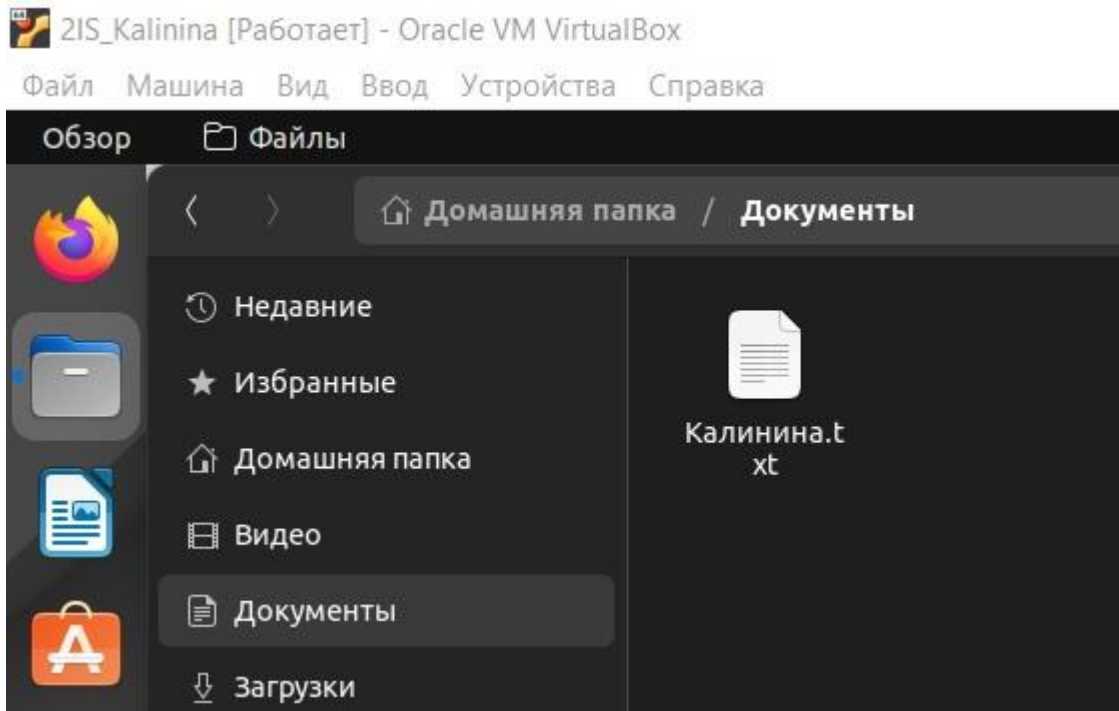 2IS_Kalinina [Работает] - Oracle VM VirtualBox
Файл Машина Вид Ввод Устройства Справка
Обзор Файлы
Домашняя папка / Документы
Недавние
Избранные
Домашняя папка
Видео
Документы
Загрузки
Калинина.t
xt